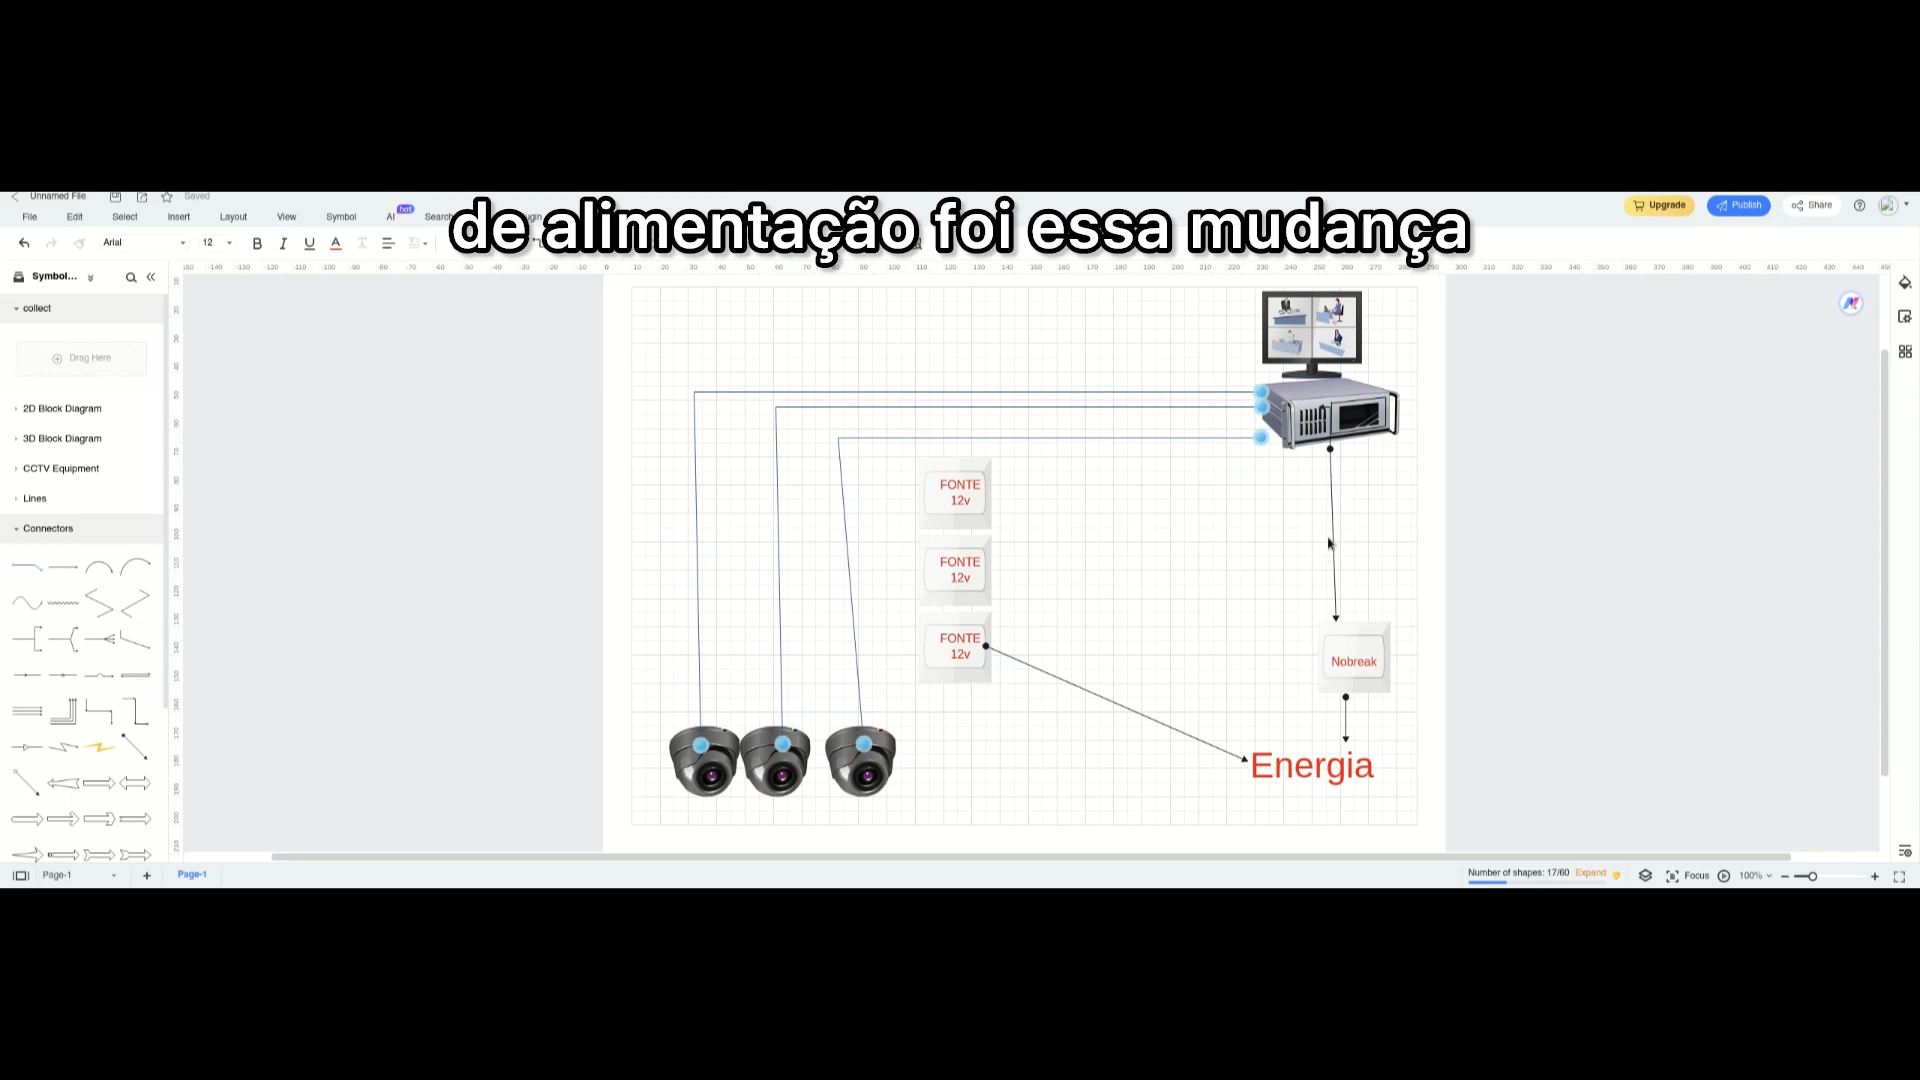 Unnamed File
Saved
File
Edit
Select
Insert
Layout
View
Symbol
AI
hot
Search
de alimentação foi essa mudança
Upgrade
Publish
Share
Arial
12
Symbol...
collect
Drag Here
2D Block Diagram
3D Block Diagram
CCTV Equipment
Lines
Connectors
FONTE
12v
FONTE
12v
FONTE
12v
Nobreak
Energia
Page-1
Page-1
Number of shapes: 17/60
Expand
Focus
100%